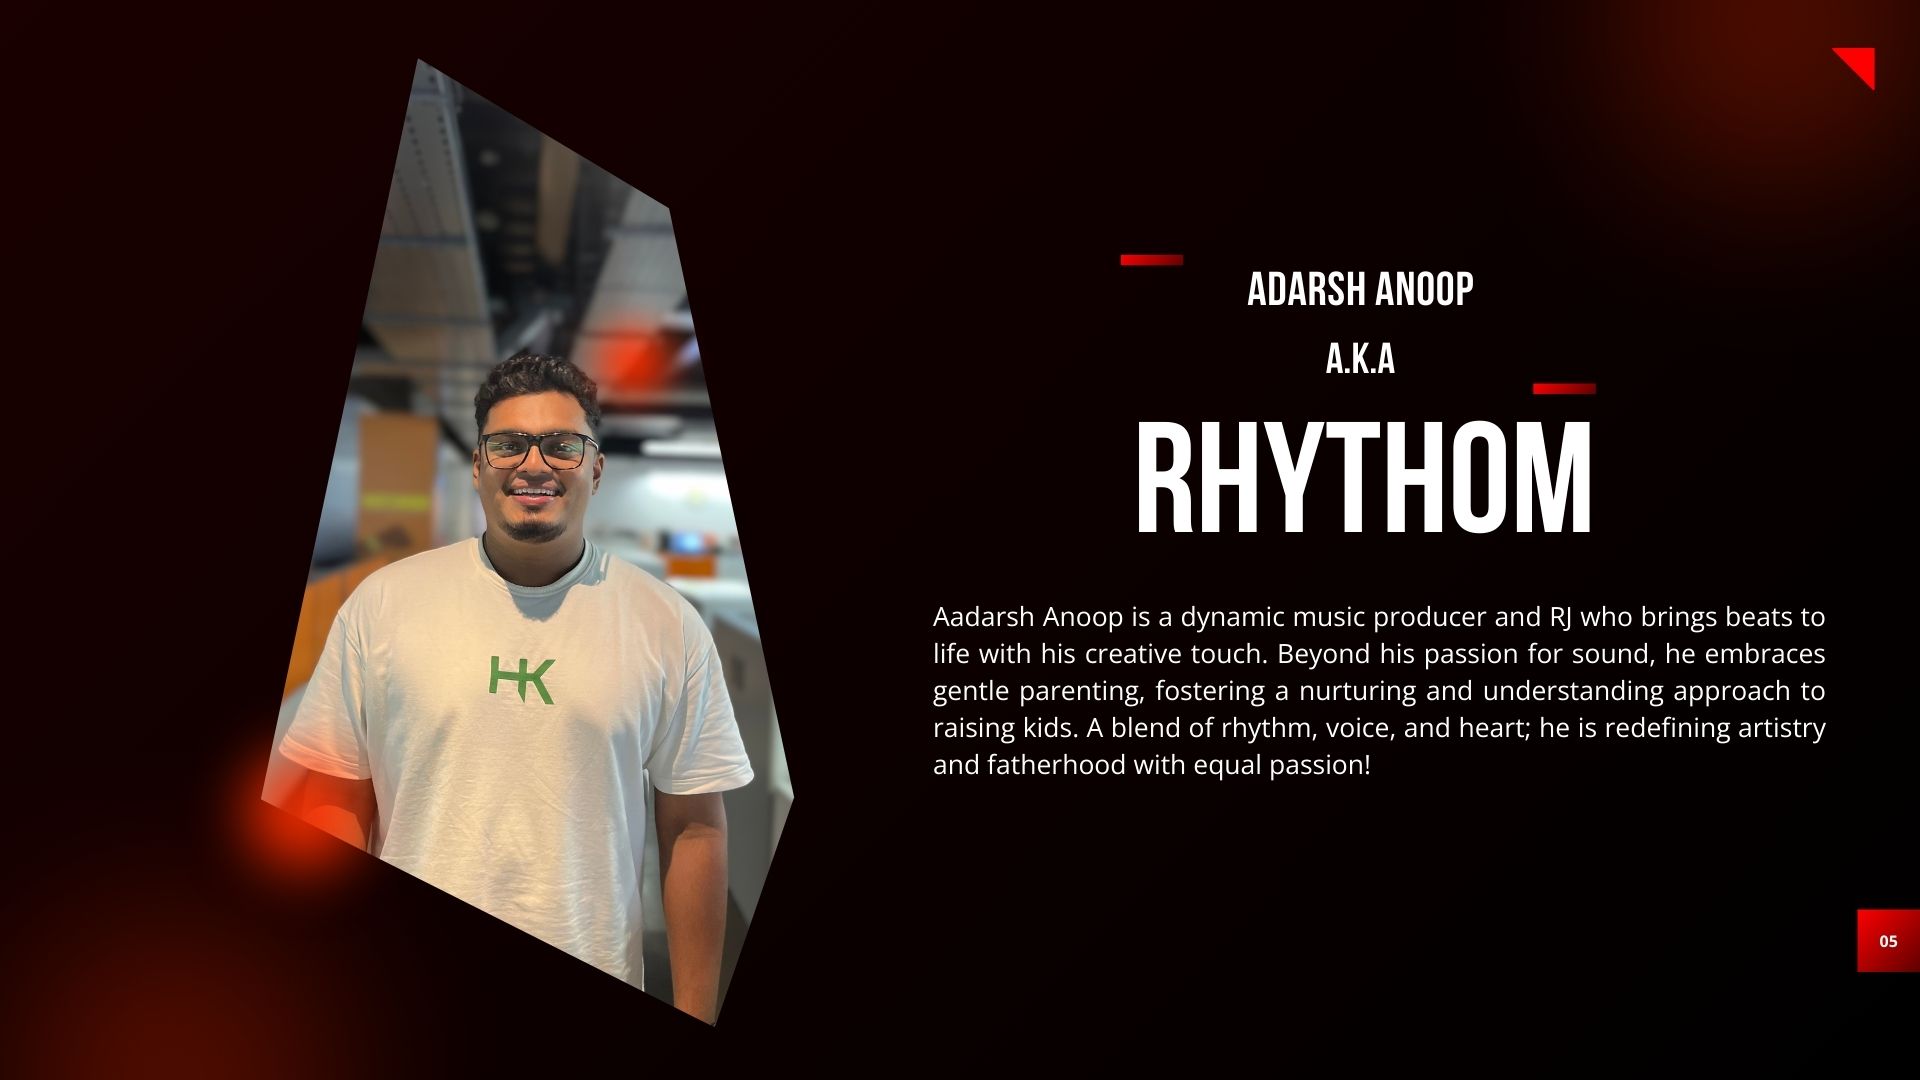 ADARSH ANOOP
A.K.A
RHYTHOM
HK
Aadarsh Anoop is a dynamic music producer and RJ who brings beats to
life with his creative touch. Beyond his passion for sound, he embraces
gentle parenting, fostering a nurturing and understanding approach to
raising kids. A blend of rhythm, voice, and heart; he is redefining artistry
and fatherhood with equal passion!
05